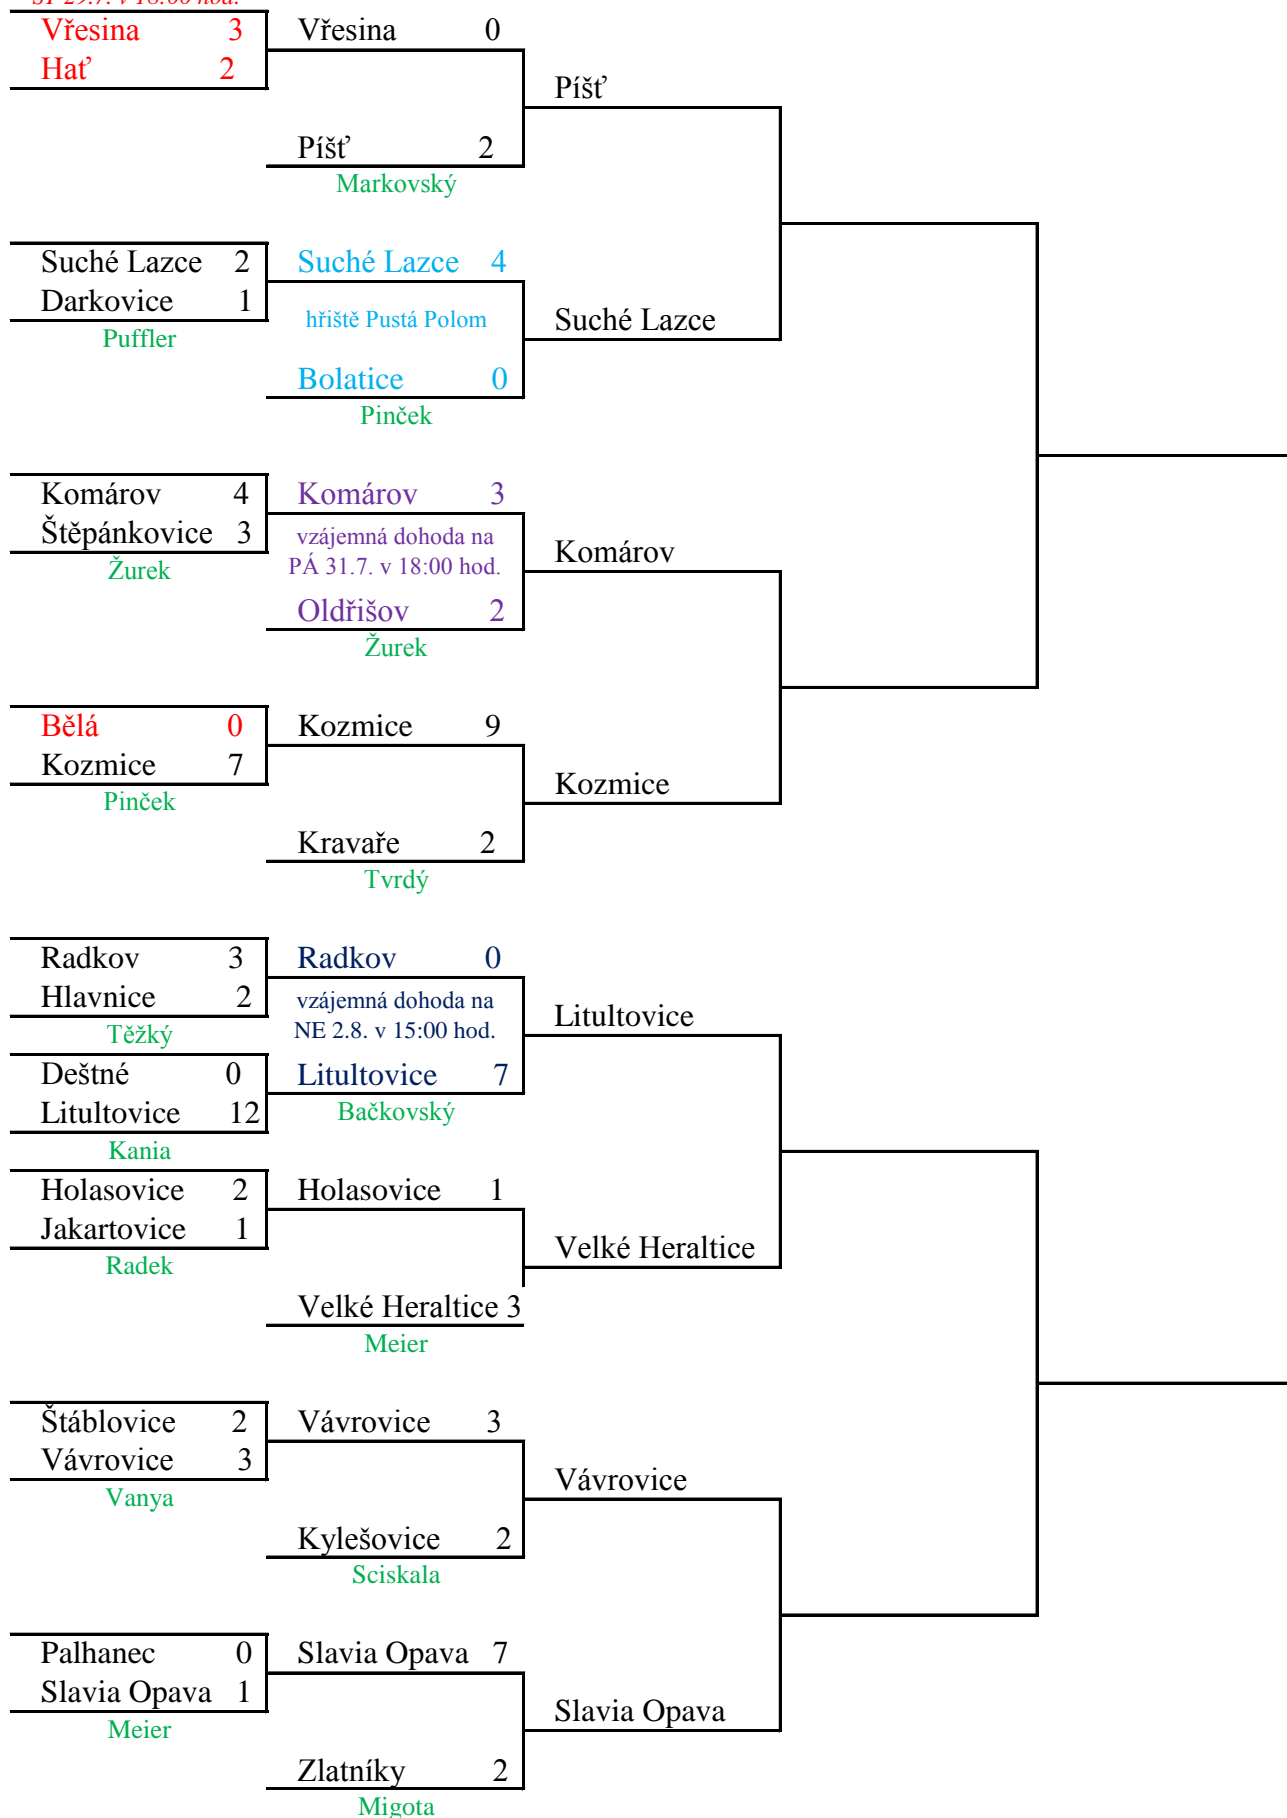 ST 29.7. v 18:00 hod.
Vřesina 3
Hať 2
Vřesina 0
Píšť
Píšť 2
Markovský
Suché Lazce 2
Darkovice 1
Puffler
Suché Lazce 4
hřiště Pustá Polom
Suché Lazce
Bolatice 0
Pinček
Komárov 4
Štěpánkovice 3
Žurek
Komárov 3
vzájemná dohoda na
PÁ 31.7. v 18:00 hod.
Komárov
Oldřišov 2
Žurek
Bělá 0
Kozmice 7
Pinček
Kozmice 9
Kozmice
Kravaře 2
Tvrdý
Radkov 3
Hlavnice 2
Těžký
Radkov 0
vzájemná dohoda na
NE 2.8. v 15:00 hod.
Litultovice
Deštné 0
Litultovice 12
Kania
Litultovice 7
Bačkovský
Holasovice 2
Jakartovice 1
Radek
Holasovice 1
Velké Heraltice
Velké Heraltice 3
Meier
Štáblovice 2
Vávrovice 3
Vanya
Vávrovice 3
Vávrovice
Kylešovice 2
Sciskala
Palhanec 0
Slavia Opava 1
Meier
Slavia Opava 7
Slavia Opava
Zlatníky 2
Migota